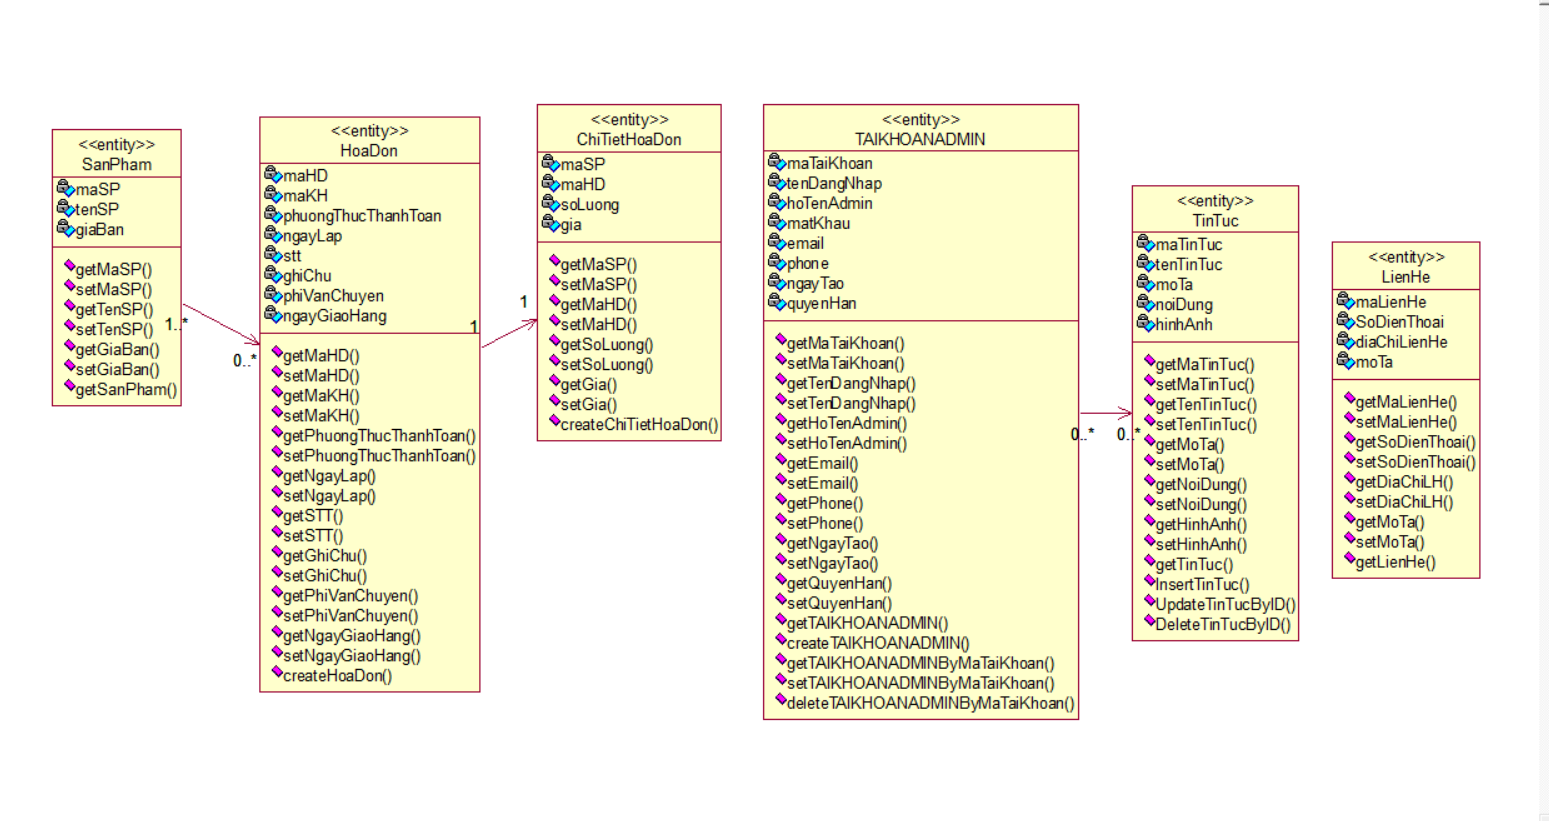 <<entity>>
SanPham
maSP
tenSP
giaBan
getMaSP()
setMaSP()
getTenSP()
setTenSP()
getGiaBan()
setGiaBan()
getSanPham()
1..*
0..*
<<entity>>
HoaDon
maHD
maKH
phuongThucThanhToan
ngayLap
stt
ghiChu
phiVanChuyen
ngayGiaoHang
getMaHD()
setMaHD()
getMaKH()
setMaKH()
getPhuongThucThanhToan()
setPhuongThucThanhToan()
getNgayLap()
setNgayLap()
getSTT()
setSTT()
getGhiChu()
setGhiChu()
getPhiVanChuyen()
setPhiVanChuyen()
getNgayGiaoHang()
setNgayGiaoHang()
createHoaDon()
1
1
<<entity>>
ChiTietHoaDon
maSP
maHD
soLuong
gia
getMaSP()
setMaSP()
getMaHD()
setMaHD()
getSoLuong()
setSoLuong()
getGia()
setGia()
createChiTietHoaDon()
<<entity>>
TAIKHOANADMIN
maTaiKhoan
tenDangNhap
hoTenAdmin
matKhau
email
phone
ngayTao
quyenHan
getMaTaiKhoan()
setMaTaiKhoan()
getTenDangNhap()
setTenDangNhap()
getHoTenAdmin()
setHoTenAdmin()
getEmail()
setEmail()
getPhone()
setPhone()
getNgayTao()
setNgayTao()
getQuyenHan()
setQuyenHan()
getTAIKHOANADMIN()
createTAIKHOANADMIN()
getTAIKHOANADMINByMaTaiKhoan()
setTAIKHOANADMINByMaTaiKhoan()
deleteTAIKHOANADMINByMaTaiKhoan()
0..*
0..*
<<entity>>
TinTuc
maTinTuc
tenTinTuc
moTa
noiDung
hinhAnh
getMaTinTuc()
setMaTinTuc()
getTenTinTuc()
setTenTinTuc()
getMoTa()
setMoTa()
getNoiDung()
setNoiDung()
getHinhAnh()
setHinhAnh()
getTinTuc()
InsertTinTuc()
UpdateTinTucByID()
DeleteTinTucByID()
<<entity>>
LienHe
maLienHe
SoDienThoai
diaChiLienHe
moTa
getMaLienHe()
setMaLienHe()
getSoDienThoai()
setSoDienThoai()
getDiaChiLH()
setDiaChiLH()
getMoTa()
setMoTa()
getLienHe()